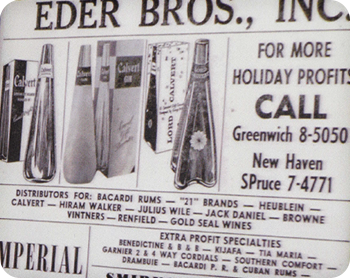 EDER BROS., INC.
FOR MORE
HOLIDAY PROFITS
CALL
Greenwich 8-5050
New Haven
SPruce 7-4771
Calvert
GIN
Calvert
LORD CALVERT
DISTRIBUTORS FOR: BACARDI RUMS — "21" BRANDS — HEUBLEIN —
CALVERT — HIRAM WALKER — JULIUS WILE — JACK DANIEL — BROWNE
VINTNERS — RENFIELD — GOLD SEAL WINES
EXTRA PROFIT SPECIALTIES
BENEDICTINE & B & B — KIJAFA — TIA MARIA —
GARNIER 2 & 4 WAY CORDIALS — SOUTHERN COMFORT —
DRAMBUIE — BACARDI P. R. & CUBAN RUMS —
IMPERIAL